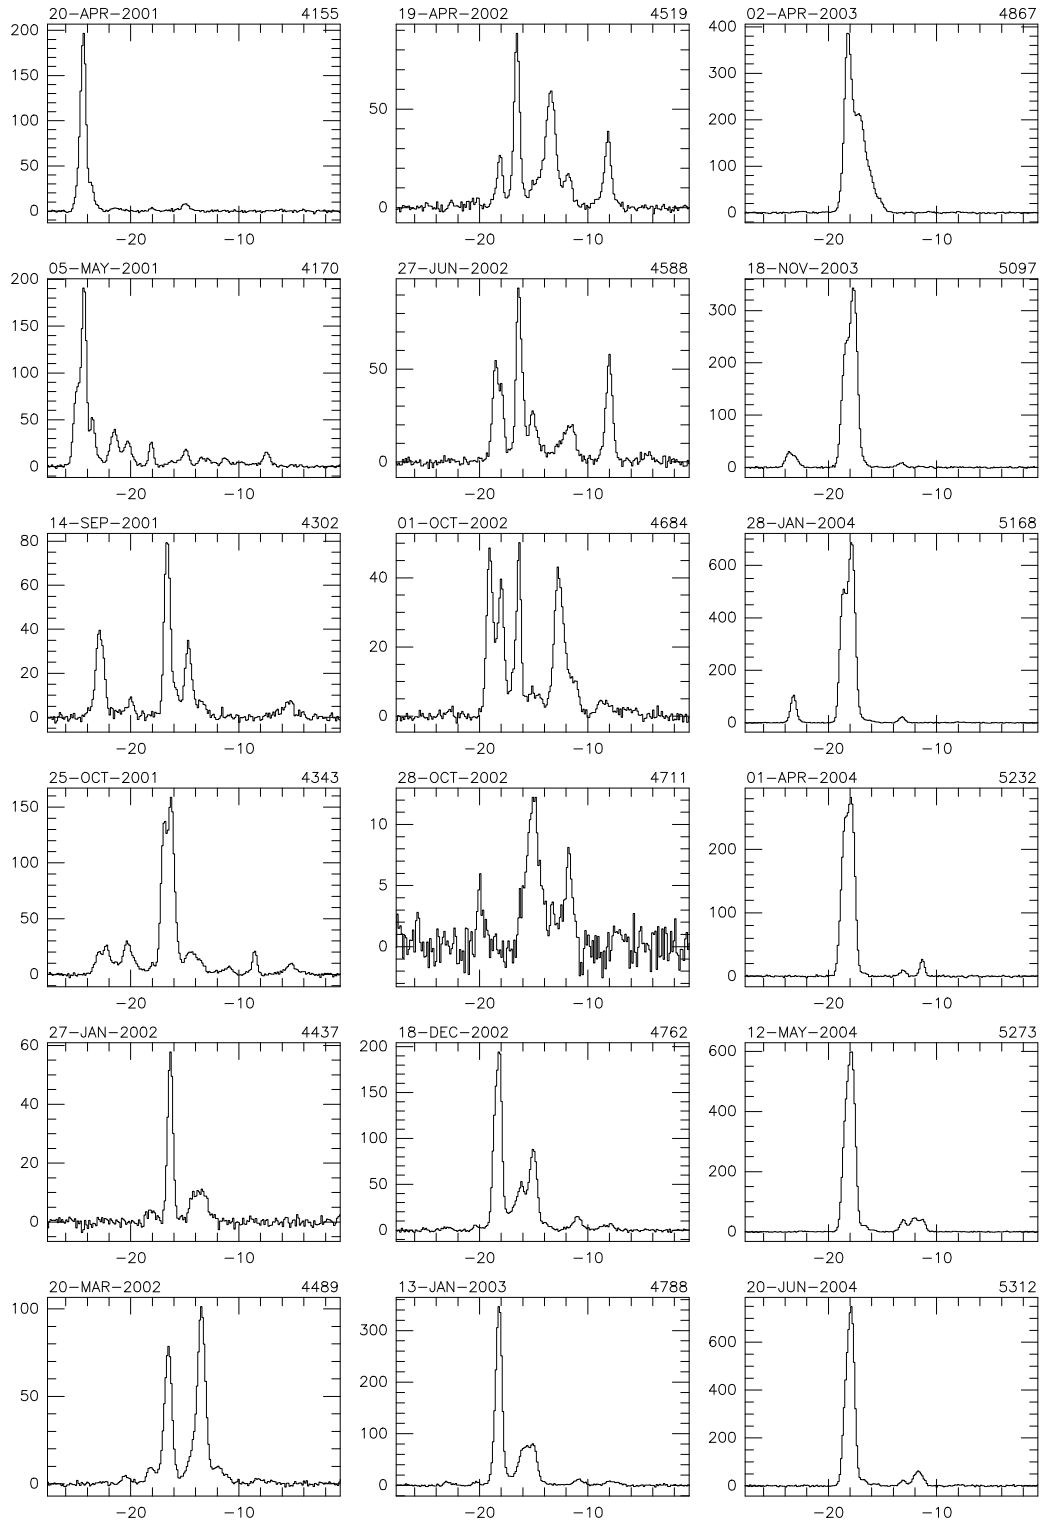 20-APR-2001 4155 19-APR-2002 4519 02-APR-2003 4867
200 400
150 300
100 50 200
50 100
0 0 0
-20 -10 -20 -10 -20 -10
05-MAY-2001 4170 27-JUN-2002 4588 18-NOV-2003 5097
200
150 300
100 50 200
50 100
0 0 0
-20 -10 -20 -10 -20 -10
14-SEP-2001 4302 01-OCT-2002 4684 28-JAN-2004 5168
80
60 40 600
40 20 400
20 200
0 0 0
-20 -10 -20 -10 -20 -10
25-OCT-2001 4343 28-OCT-2002 4711 01-APR-2004 5232
150 10
100 5 200
50 100
0 0 0
-20 -10 -20 -10 -20 -10
27-JAN-2002 4437 18-DEC-2002 4762 12-MAY-2004 5273
60 200 600
40 150 400
20 100 200
50
0 0 0
-20 -10 -20 -10 -20 -10
20-MAR-2002 4489 13-JAN-2003 4788 20-JUN-2004 5312
100 300 600
50 200 400
100 200
0 0 0
-20 -10 -20 -10 -20 -10